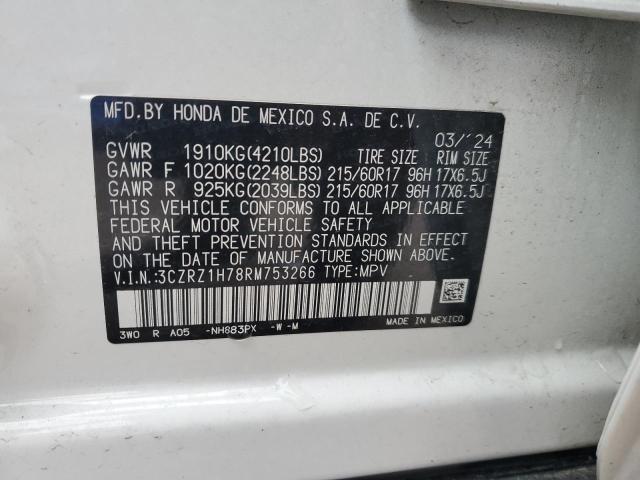 MFD.BY HONDA DE MEXICO S.A. DE C.V.
03/´24
GVWR 1910KG(4210LBS) TIRE SIZE RIM SIZE
GAWR F 1020KG(2248LBS) 215/60R17 96H 17X6.5J
GAWR R 925KG(2039LBS) 215/60R17 96H 17X6.5J
THIS VEHICLE CONFORMS TO ALL APPLICABLE
FEDERAL MOTOR VEHICLE SAFETY
AND THEFT PREVENTION STANDARDS IN EFFECT
ON THE DATE OF MANUFACTURE SHOWN ABOVE.
V.I.N.:3CZRZ1H78RM753266 TYPE:MPV
3W0 R A05 -NH883PX -W -M MADE IN MEXICO